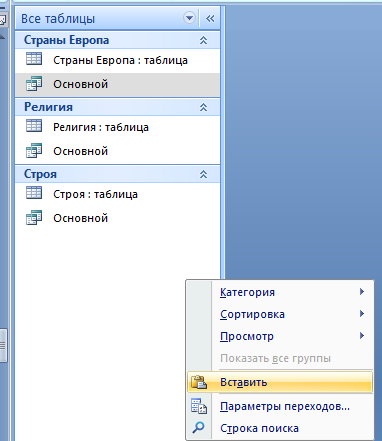 Все таблицы
Страны Европа
Страны Европа : таблица
Основной
Религия
Религия : таблица
Основной
Строя
Строя : таблица
Основной
Категория
Сортировка
Просмотр
Показать все группы
Вставить
Параметры переходов...
Строка поиска